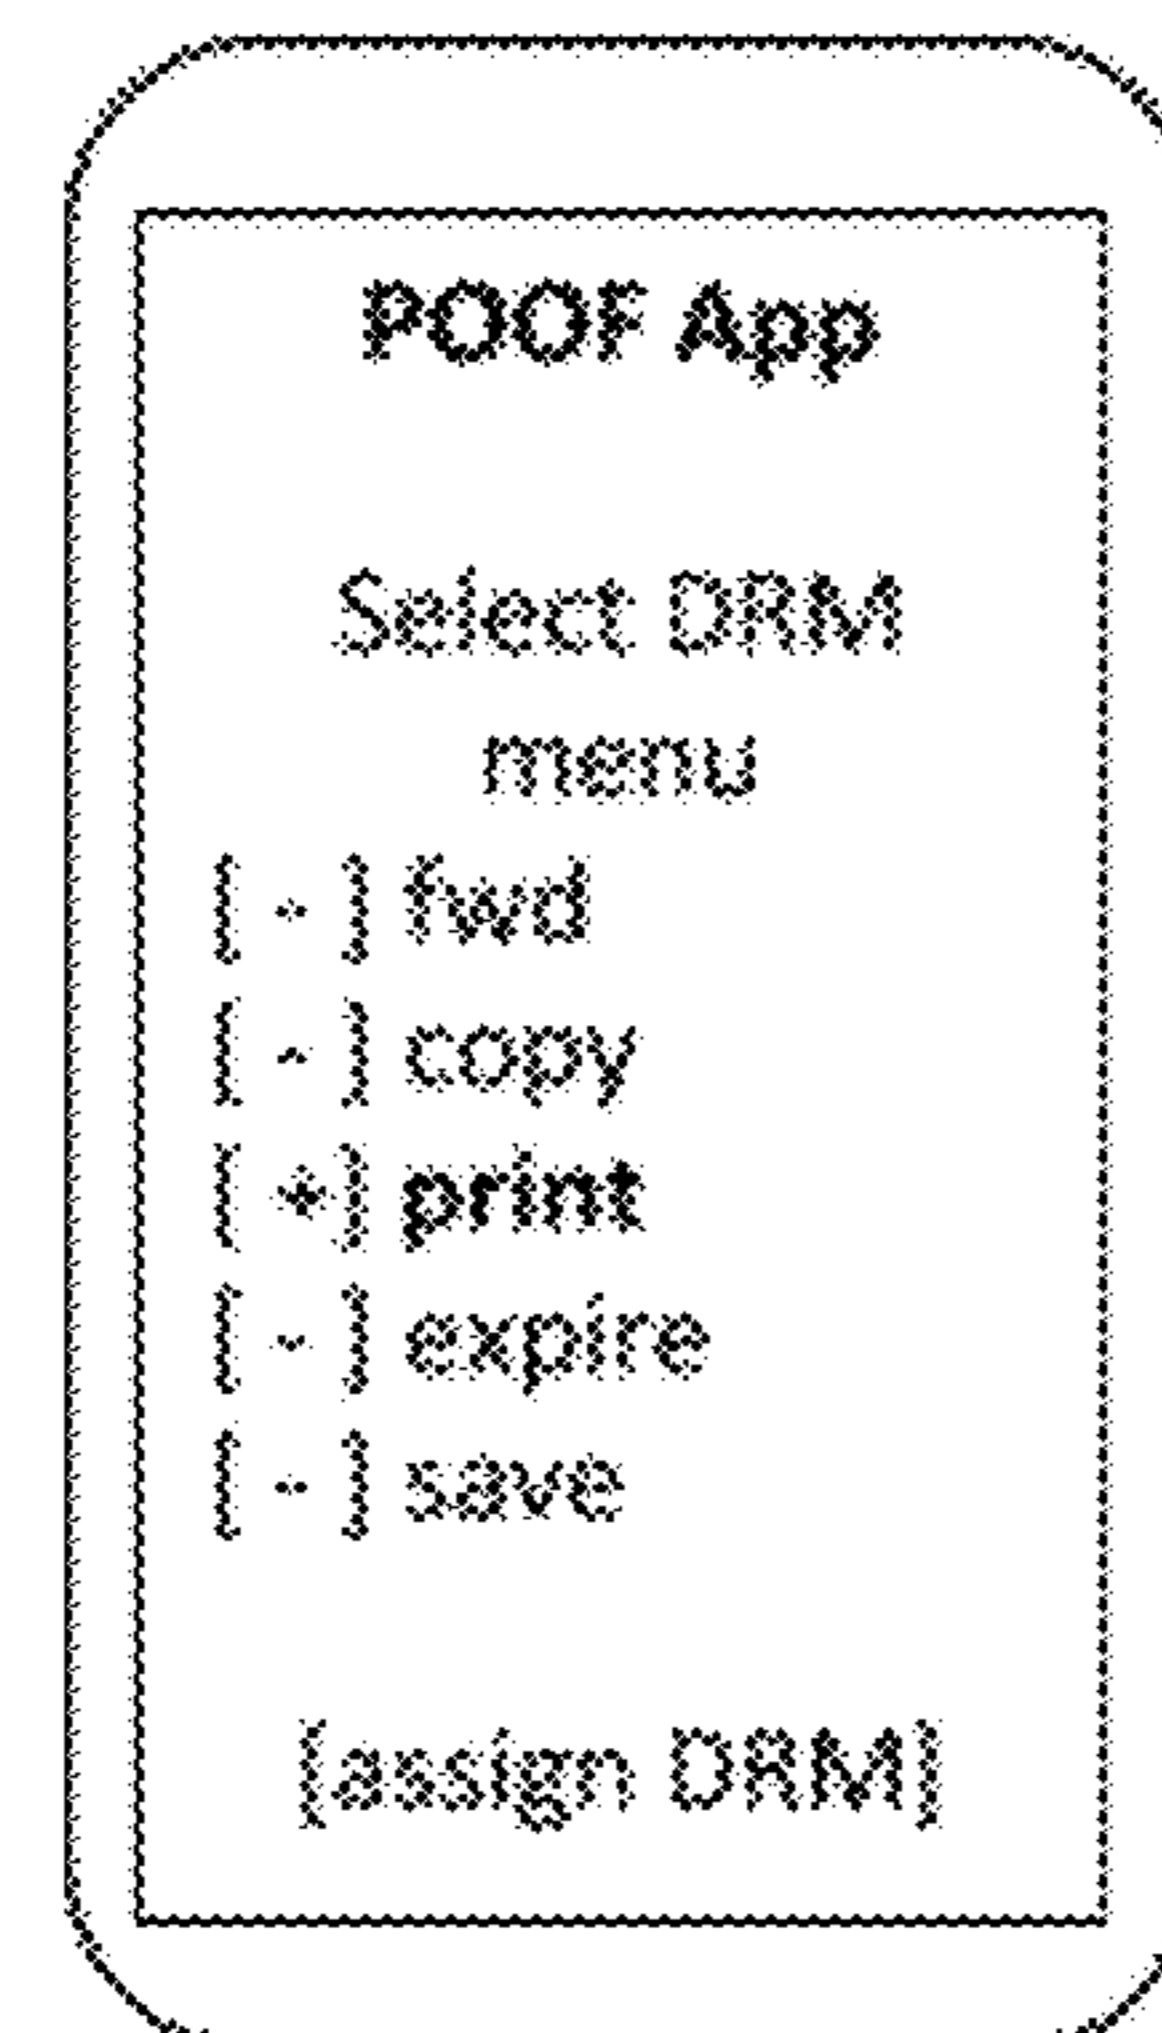 POOF App
Select DRM
menu
[ - ] fwd
[ - ] copy
[ + ] print
[ - ] expire
[ - ] save
[assign DRM]